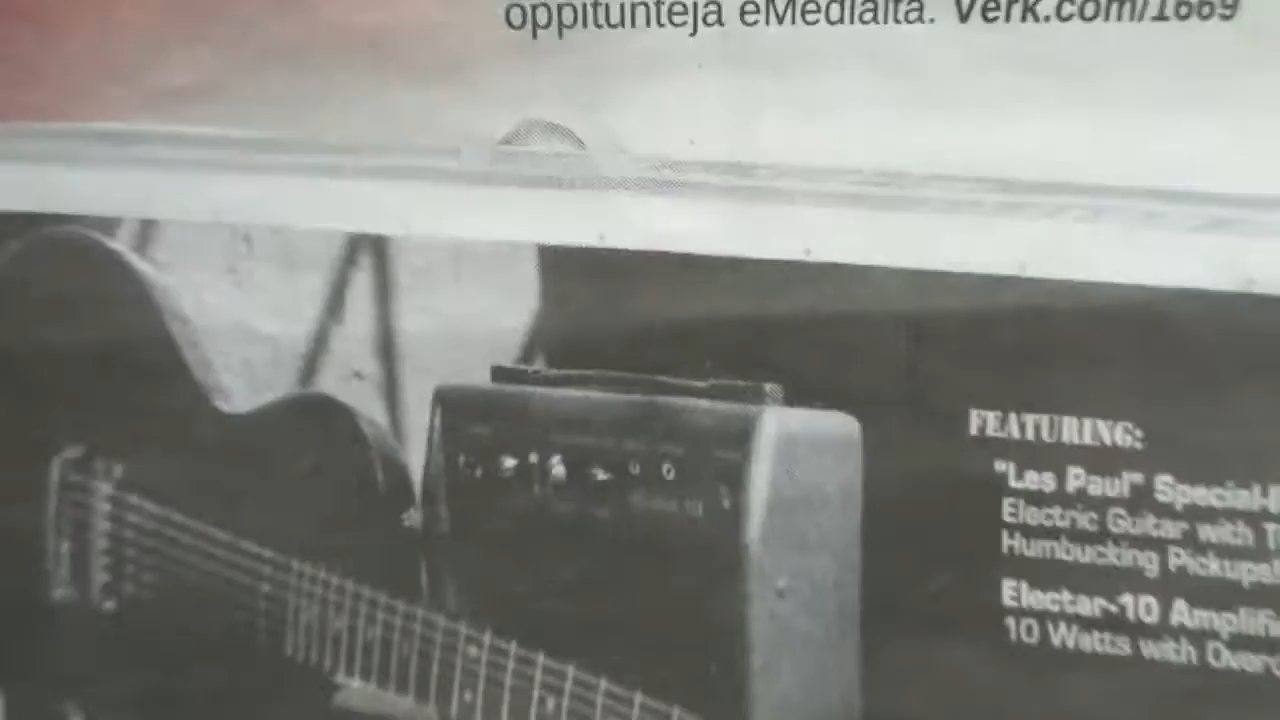 oppitunteja eMedialta. Verk.com/1669
FEATURING:
"Les Paul" Special-
Electric Guitar with T
Humbucking Pickups
Electar-10 Amplifi
10 Watts with Overd